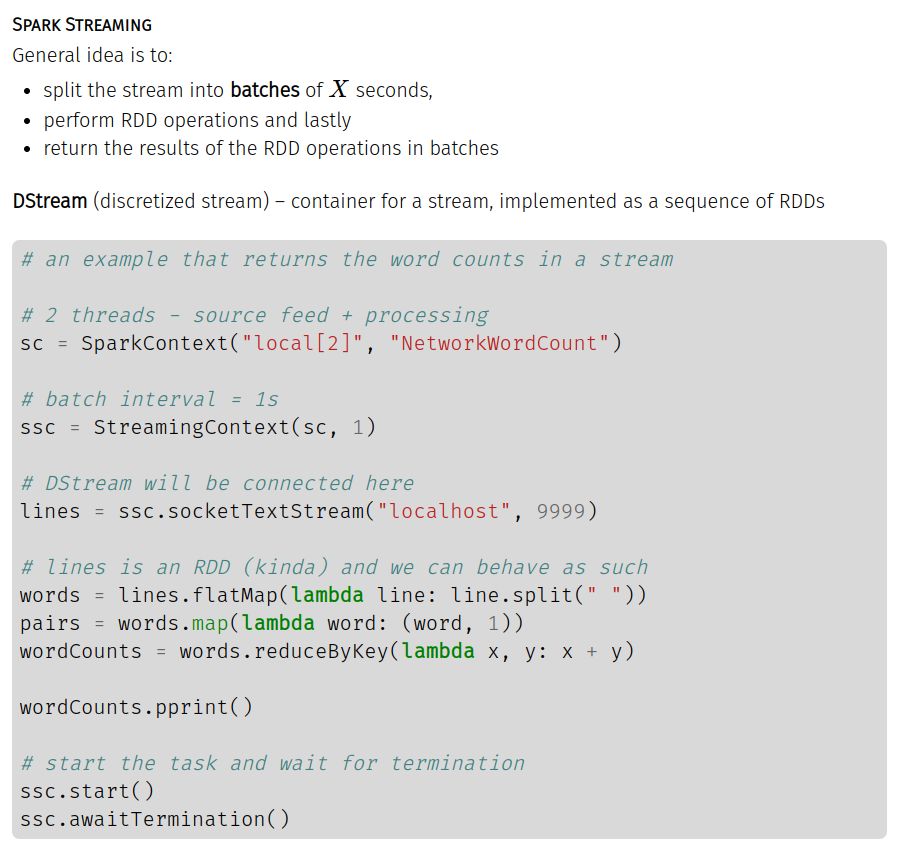 SPARK STREAMING
General idea is to:
• split the stream into batches of X seconds,
• perform RDD operations and lastly
• return the results of the RDD operations in batches
DStream (discretized stream) – container for a stream, implemented as a sequence of RDDs
# an example that returns the word counts in a stream
# 2 threads - source feed + processing
sc = SparkContext("local[2]", "NetworkWordCount")
# batch interval = 1s
ssc = StreamingContext(sc, 1)
# DStream will be connected here
lines = ssc.socketTextStream("localhost", 9999)
# lines is an RDD (kinda) and we can behave as such
words = lines.flatMap(lambda line: line.split(" "))
pairs = words.map(lambda word: (word, 1))
wordCounts = words.reduceByKey(lambda x, y: x + y)
wordCounts.pprint()
# start the task and wait for termination
ssc.start()
ssc.awaitTermination()